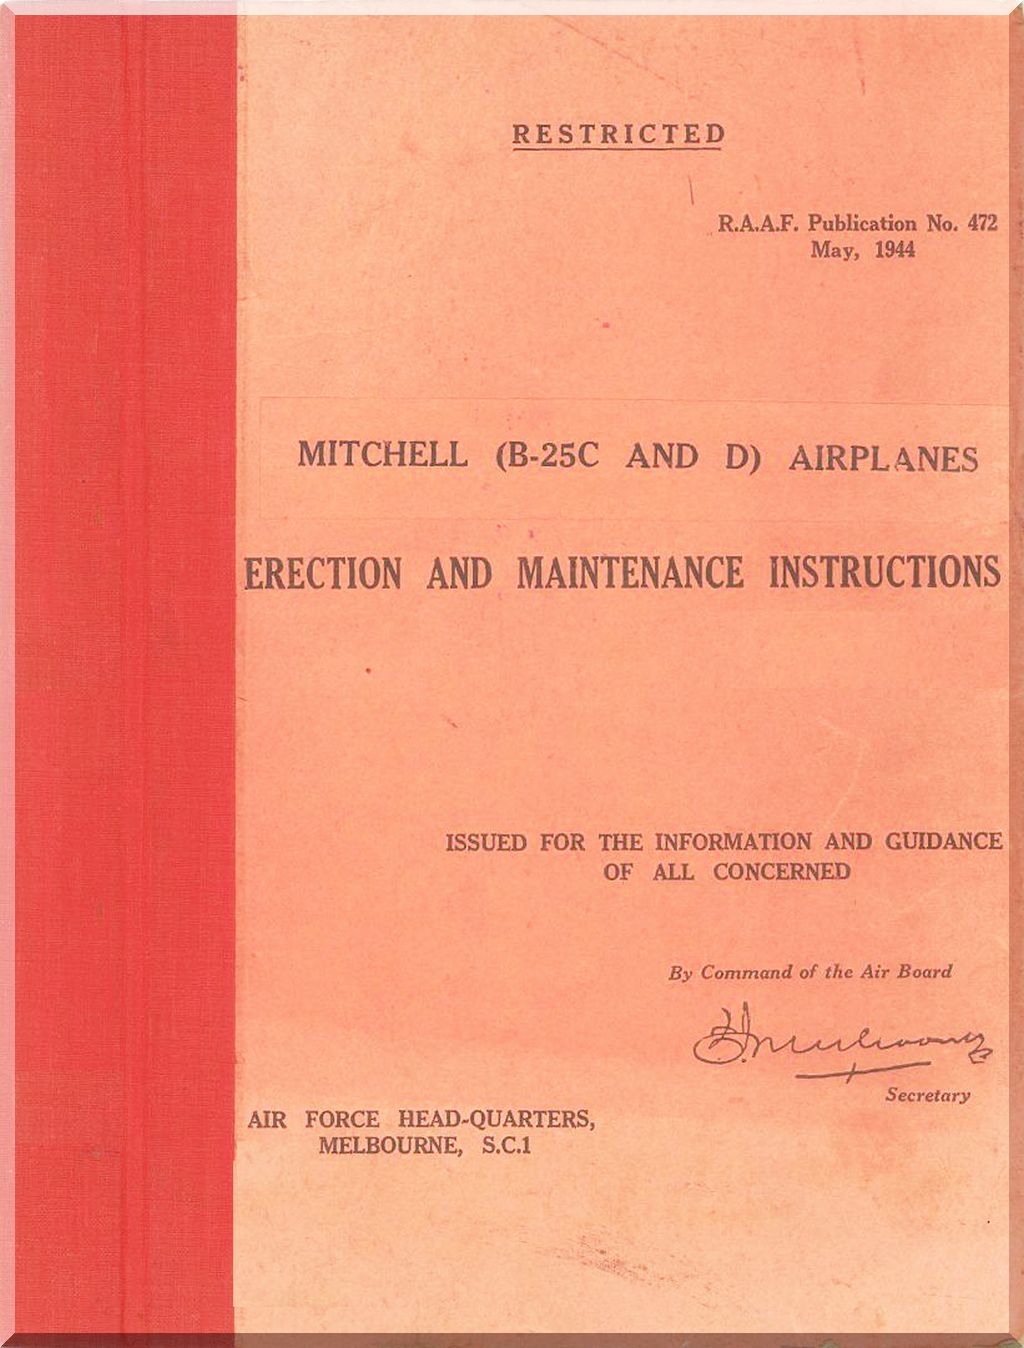 RESTRICTED
R.A.A.F. Publication No. 472
May, 1944
MITCHELL (B-25C AND D) AIRPLANES
ERECTION AND MAINTENANCE INSTRUCTIONS
ISSUED FOR THE INFORMATION AND GUIDANCE
OF ALL CONCERNED
By Command of the Air Board
Secretary
AIR FORCE HEAD-QUARTERS,
MELBOURNE, S.C.1